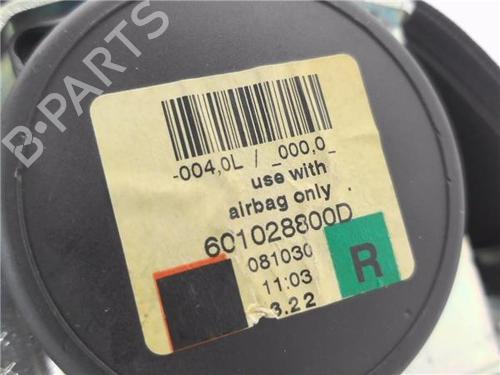 B-PARTS
-004,0L / _000,0_
use with
airbag only
601028800D
081030
11:03
3.22
R